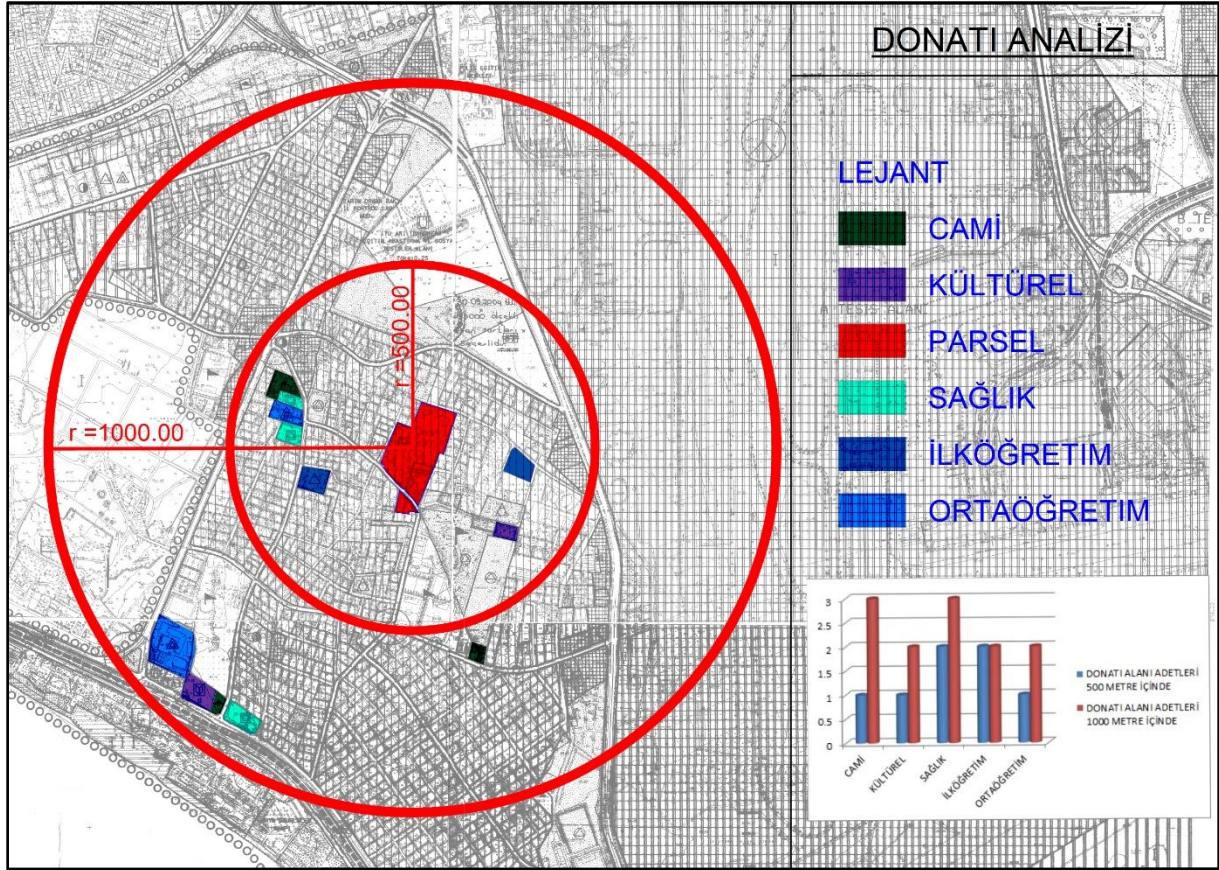 DONATI ANALİZİ
LEJANT
CAMİ
KÜLTÜREL
PARSEL
SAĞLIK
İLKÖĞRETIM
ORTAÖĞRETIM
r =500.00
r =1000.00
3
2.5
2
1.5
1
0.5
0
CAMİ
KÜLTÜREL
SAĞLIK
İLKÖĞRETİM
ORTAÖĞRETİM
DONATI ALANI ADETLERİ
500 METRE İÇİNDE
DONATI ALANI ADETLERİ
1000 METRE İÇİNDE